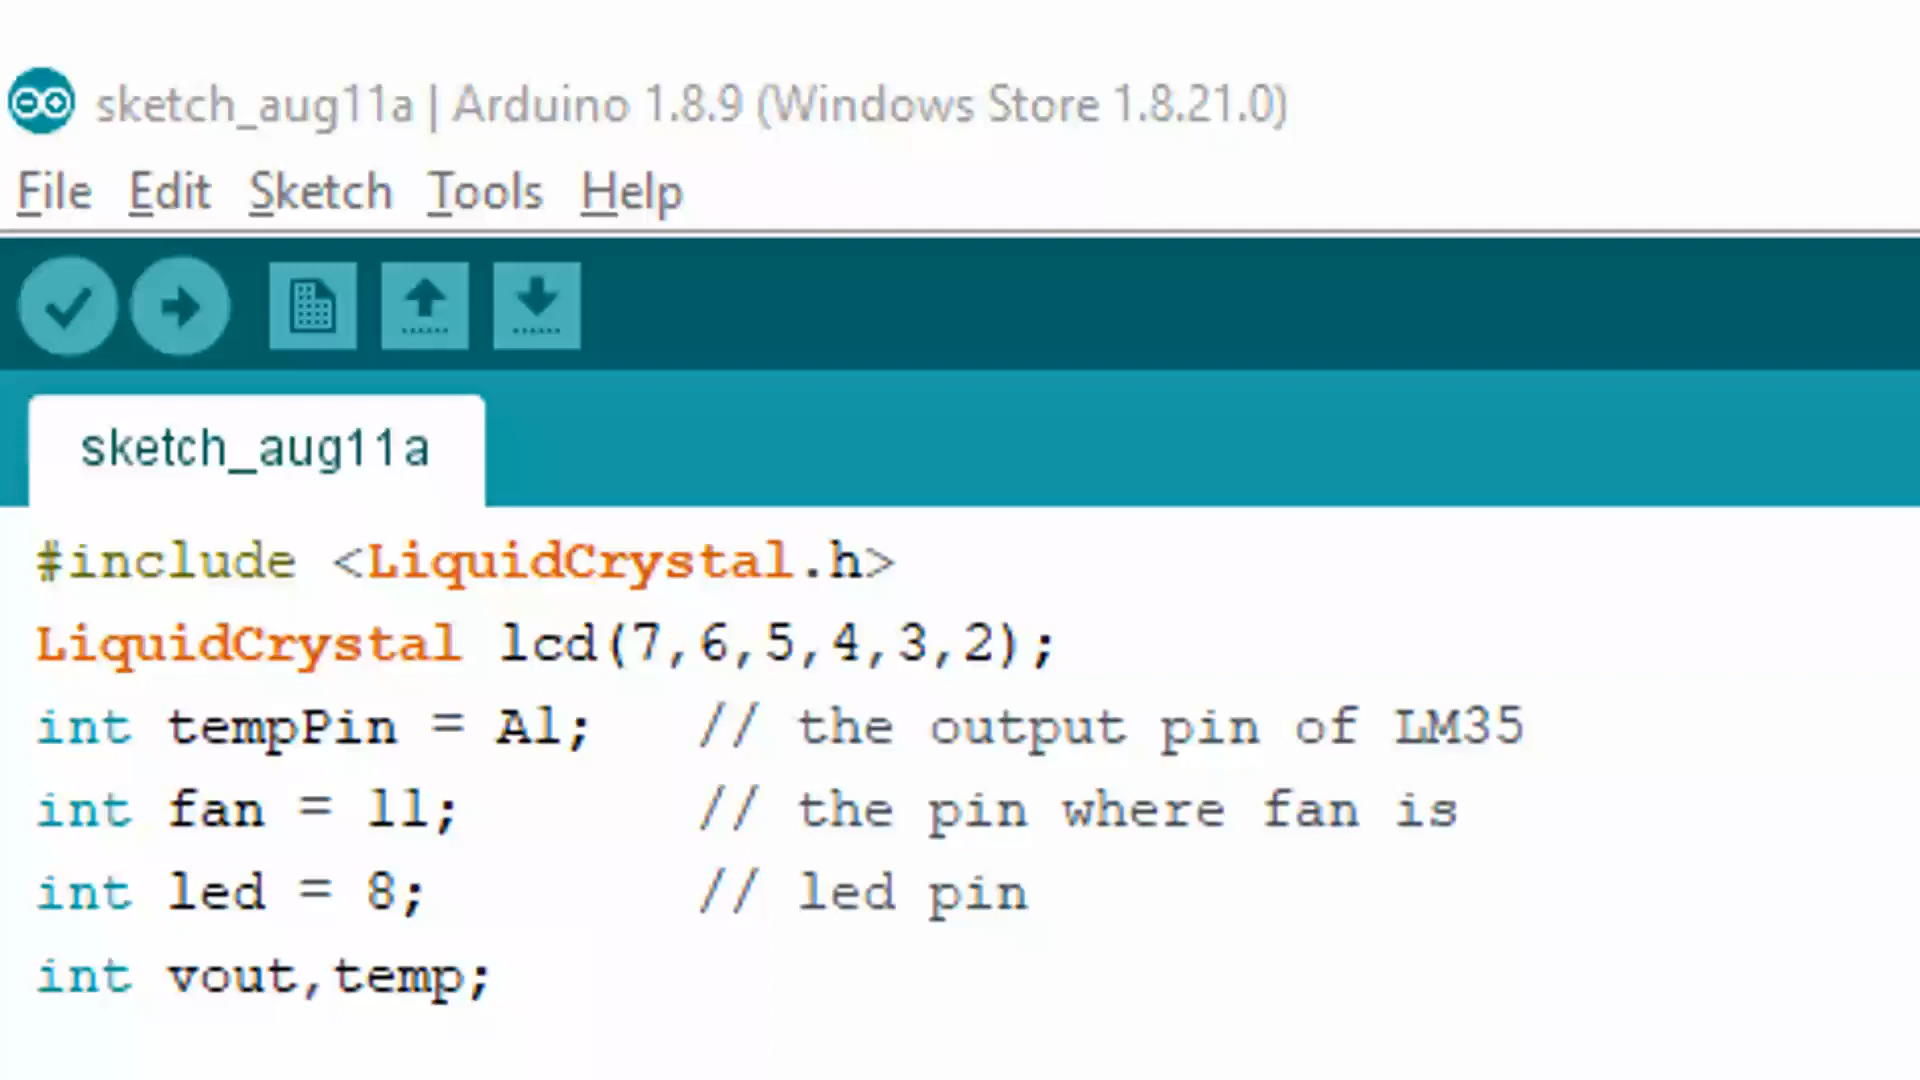 sketch_aug11a | Arduino 1.8.9 (Windows Store 1.8.21.0)
File Edit Sketch Tools Help
sketch_aug11a
#include <LiquidCrystal.h>
LiquidCrystal lcd(7,6,5,4,3,2);
int tempPin = A1;   // the output pin of LM35
int fan = 11;       // the pin where fan is
int led = 8;        // led pin
int vout,temp;